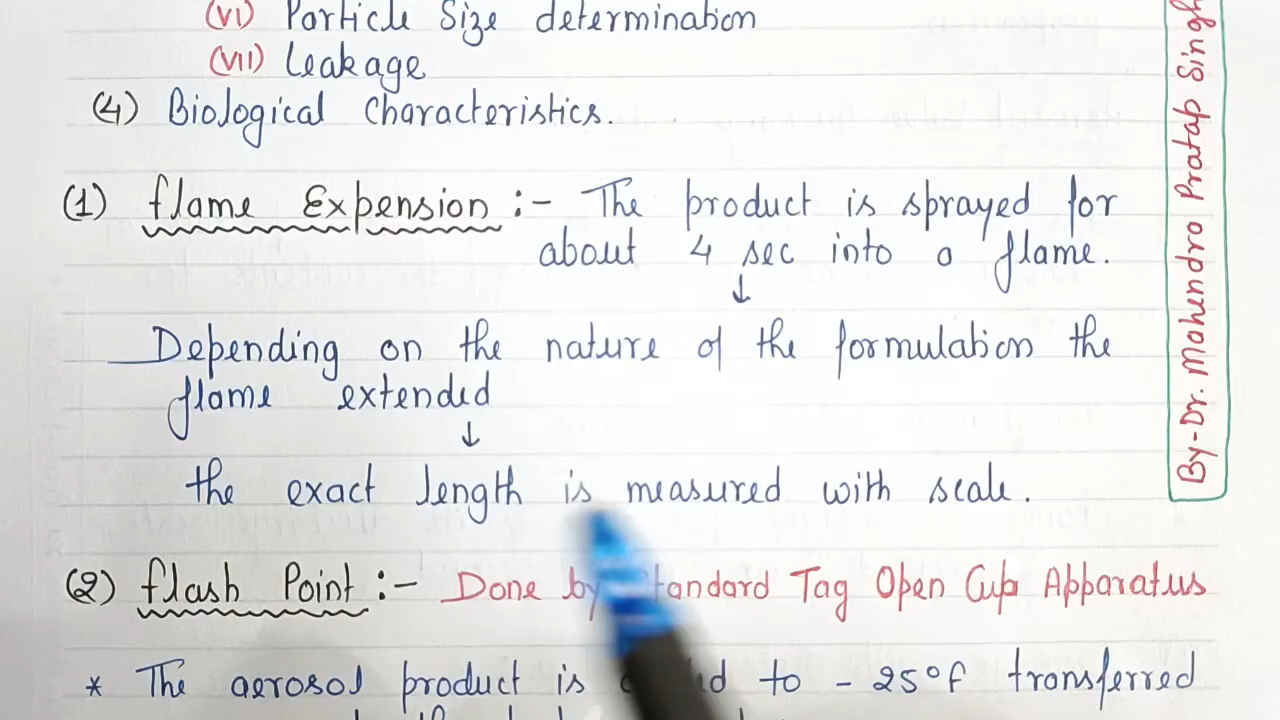 (VI) Particle Size determination
(VII) Leakage
(4) Biological Characteristics.
(1) flame Expension :- The product is sprayed for
about 4 sec into a flame.
↓
Depending on the nature of the formulation the
flame extended
↓
the exact length is measured with scale.
(2) flash Point :- Done by Standard Tag Open Cup Apparatus
* The aerosol product is to - 25°f transferred
By-Dr. Mahendra Pratap Singh